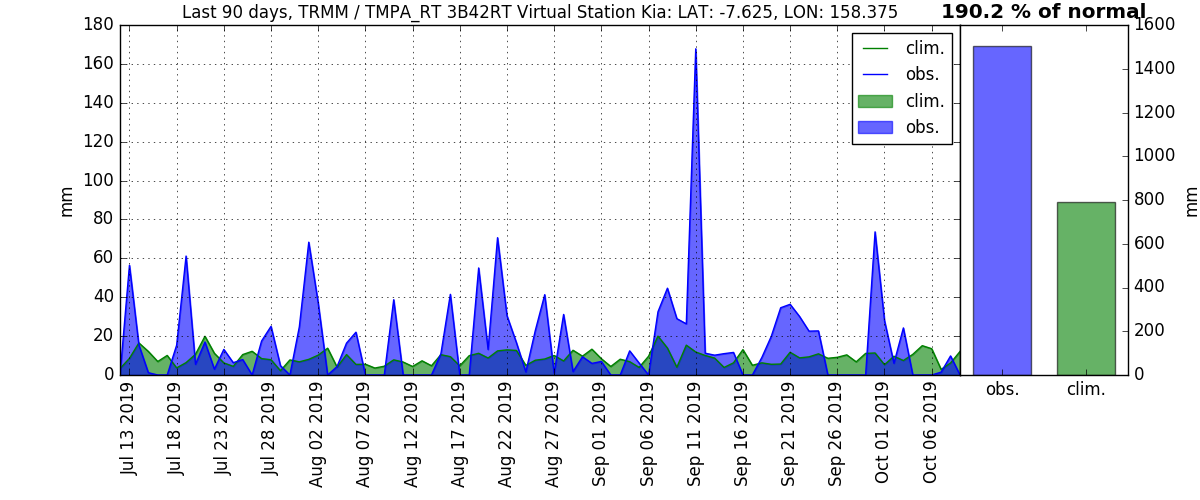 Last 90 days, TRMM / TMPA_RT 3B42RT Virtual Station Kia: LAT: -7.625, LON: 158.375
190.2 % of normal
180
160
140
120
100
80
60
40
20
0
mm
clim.
obs.
clim.
obs.
1600
1400
1200
1000
800
600
400
200
0
mm
obs.
clim.
Jul 13 2019
Jul 18 2019
Jul 23 2019
Jul 28 2019
Aug 02 2019
Aug 07 2019
Aug 12 2019
Aug 17 2019
Aug 22 2019
Aug 27 2019
Sep 01 2019
Sep 06 2019
Sep 11 2019
Sep 16 2019
Sep 21 2019
Sep 26 2019
Oct 01 2019
Oct 06 2019